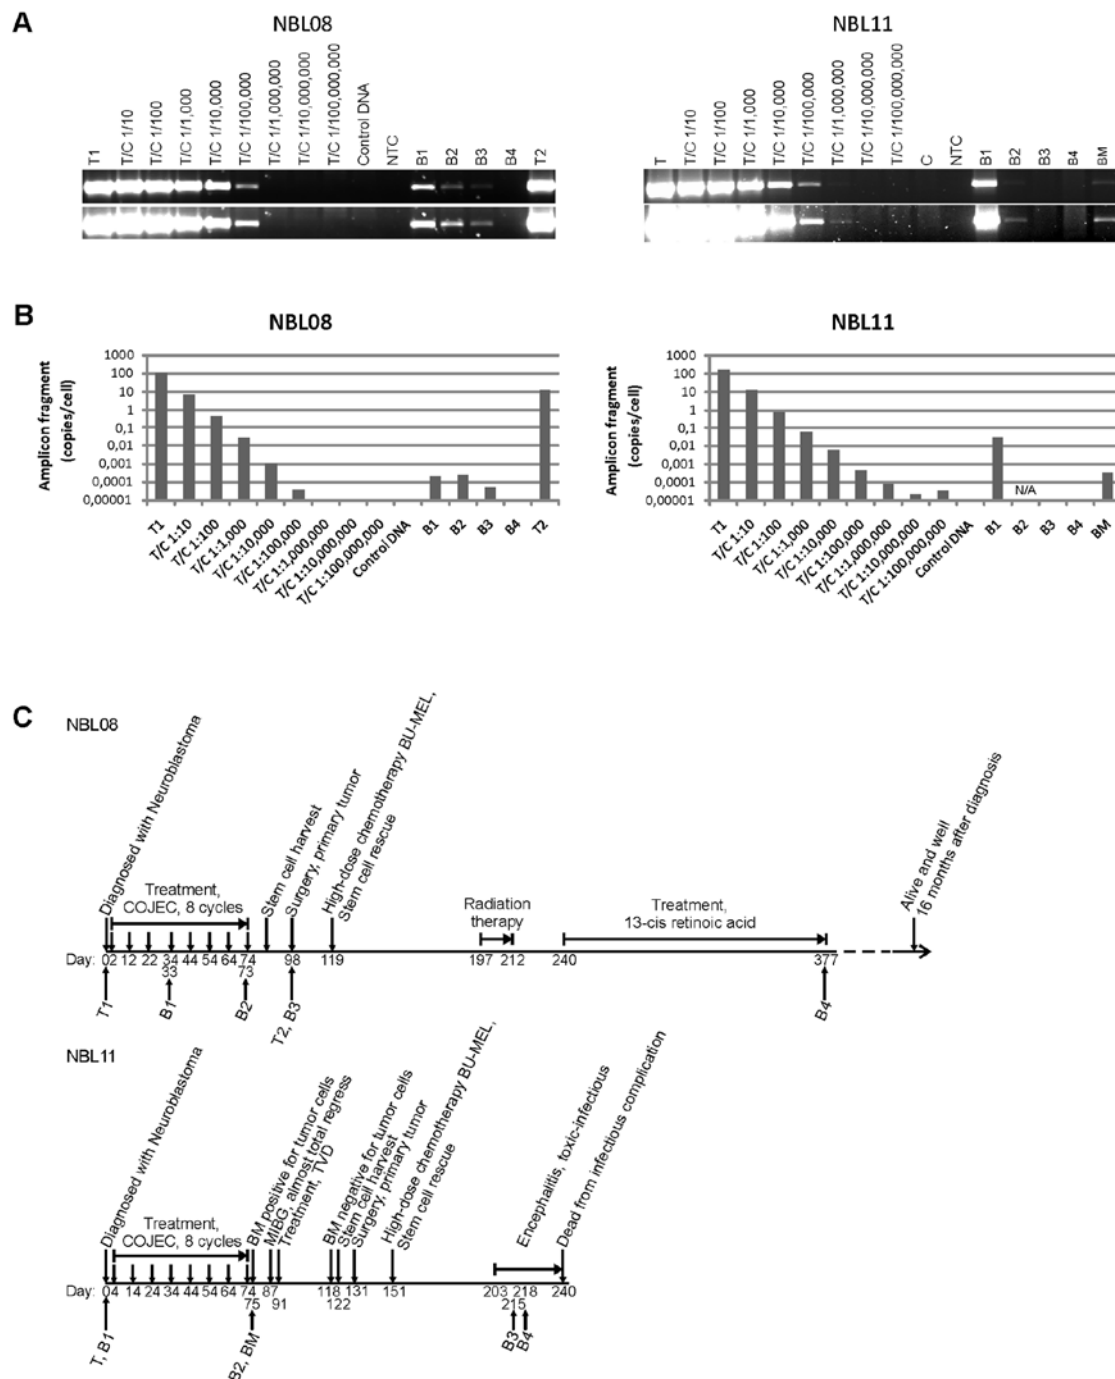 A
NBL08
NBL11
T1
T/C 1/10
T/C 1/100
T/C 1/1,000
T/C 1/10,000
T/C 1/100,000
T/C 1/1,000,000
T/C 1/10,000,000
T/C 1/100,000,000
Control DNA
NTC
B1
B2
B3
B4
T2
T
T/C 1/10
T/C 1/100
T/C 1/1,000
T/C 1/10,000
T/C 1/100,000
T/C 1/1,000,000
T/C 1/10,000,000
T/C 1/100,000,000
C
NTC
B1
B2
B3
B4
BM
B
NBL08
Amplicon fragment
(copies/cell)
1000
100
10
1
0,1
0,01
0,001
0,0001
0,00001
T1
T/C 1:10
T/C 1:100
T/C 1:1,000
T/C 1:10,000
T/C 1:100,000
T/C 1:1,000,000
T/C 1:10,000,000
T/C 1:100,000,000
Control DNA
B1
B2
B3
B4
T2
NBL11
Amplicon fragment
(copies/cell)
1000
100
10
1
0,1
0,01
0,001
0,0001
0,00001
N/A
T1
T/C 1:10
T/C 1:100
T/C 1:1,000
T/C 1:10,000
T/C 1:100,000
T/C 1:1,000,000
T/C 1:10,000,000
T/C 1:100,000,000
Control DNA
B1
B2
B3
B4
BM
C
NBL08
Diagnosed with Neuroblastoma
Treatment,
COJEC, 8 cycles
Stem cell harvest
Surgery, primary tumor
High-dose chemotherapy BU-MEL,
Stem cell rescue
Radiation
therapy
Treatment,
13-cis retinoic acid
Alive and well
16 months after diagnosis
Day: 0 2 12 22 34 44 54 64 74 98 119 197 212 240 377
33 73
T1
B1
B2
T2, B3
B4
NBL11
Diagnosed with Neuroblastoma
Treatment,
COJEC, 8 cycles
BM positive for tumor cells
MIBG, almost total regress
Treatment, TVD
BM negative for tumor cells
Stem cell harvest
Surgery, primary tumor
High-dose chemotherapy BU-MEL,
Stem cell rescue
Encephalitis, toxic-infectious
Dead from infectious complication
Day: 0 4 14 24 34 44 54 64 74 87 118 131 151 203 218 240
75 91 122 215
T, B1
B2, BM
B3
B4